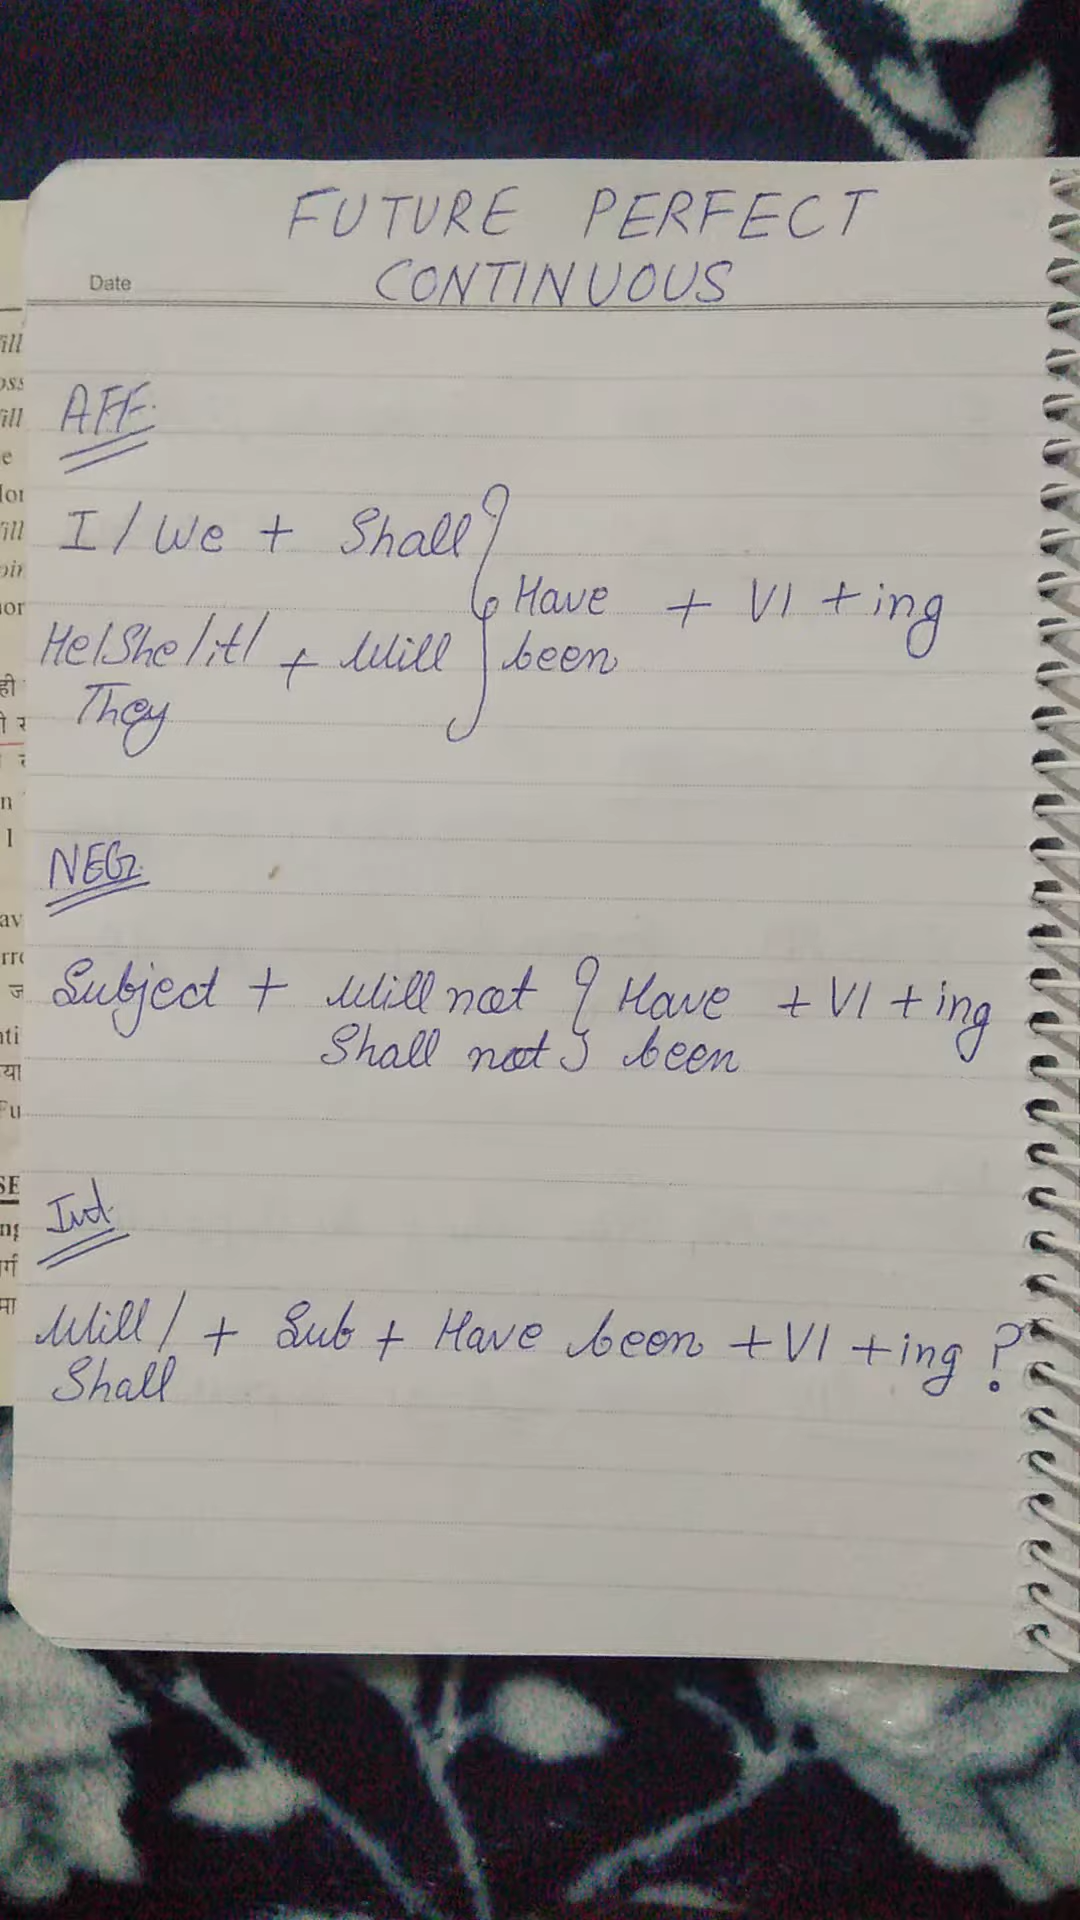 FUTURE PERFECT
CONTINUOUS
Date
AFF.
I / We + Shall
Have + V1 + ing
He/She/it/ + Will been
They
NEG.
Subject + Will not { Have + V1 + ing
Shall not } been
Int.
Will / + Sub + Have been + V1 + ing ?
Shall